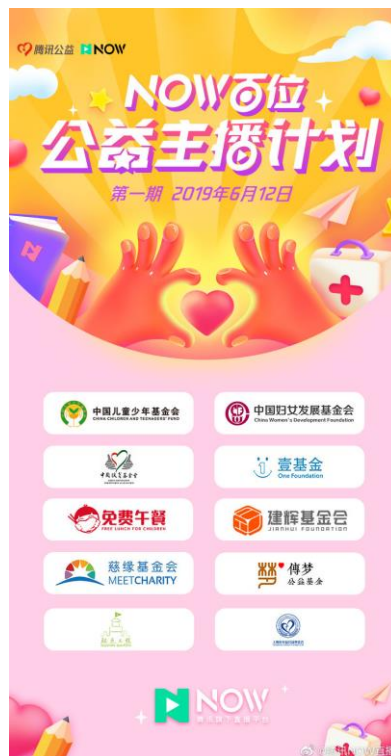 腾讯公益 NOW
NOW百位
公益主播计划
第一期 2019年6月12日
中国儿童少年基金会
CHINA CHILDREN AND TEENAGERS' FUND
中国妇女发展基金会
China Women's Development Foundation
壹基金
One Foundation
免费午餐
FREE LUNCH FOR CHILDREN
建辉基金会
JIANHUI FOUNDATION
慈缘基金会
MEETCHARITY
傳梦
公益基金
NOW